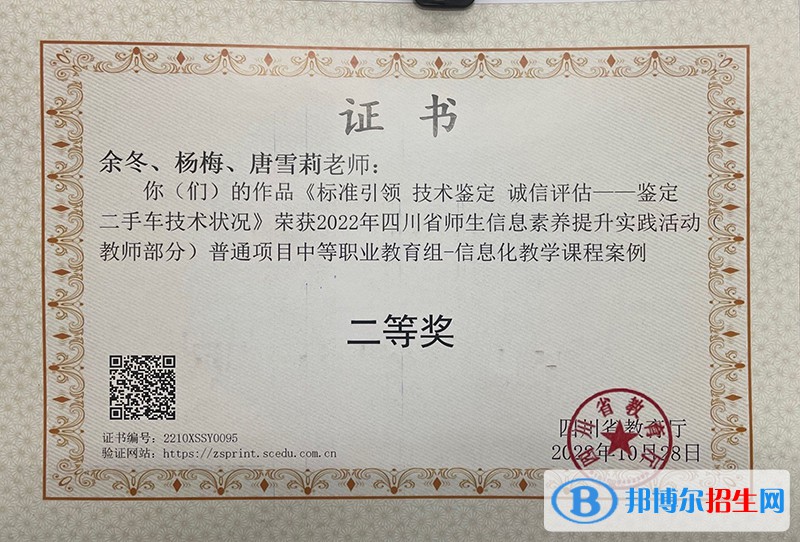 证书
余冬、杨梅、唐雪莉老师：
你（们）的作品《标准引领 技术鉴定 诚信评估——鉴定
二手车技术状况》荣获2022年四川省师生信息素养提升实践活动（
教师部分）普通项目中等职业教育组-信息化教学课程案例
二等奖
证书编号：2210XSSY0095
验证网站：https://zsprint.scedu.com.cn
四川省教育厅
2022年10月28日
四川省教育厅
B 邦博尔招生网